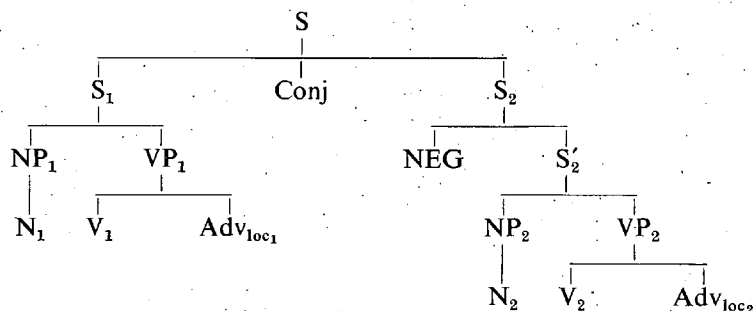 S
S₁ Conj S₂
NP₁ VP₁ NEG S₂′
N₁ V₁ Adv_loc₁ NP₂ VP₂
N₂ V₂ Adv_loc₂